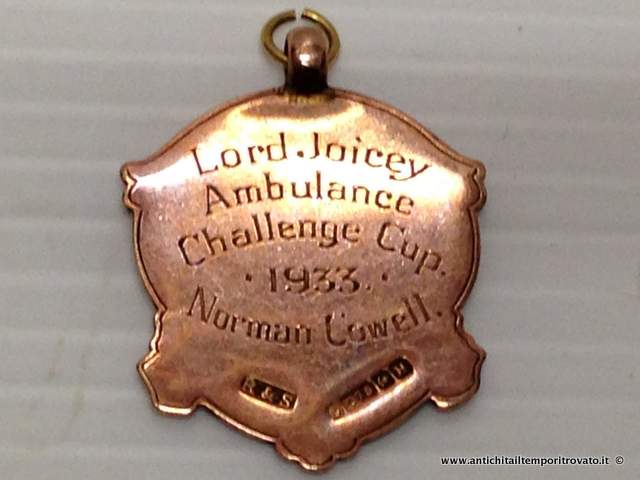 Lord Joicey
Ambulance
Challenge Cup.
· 1933. ·
Norman Cowell.
R & S
www.antichitailtemporitrovato.it ©